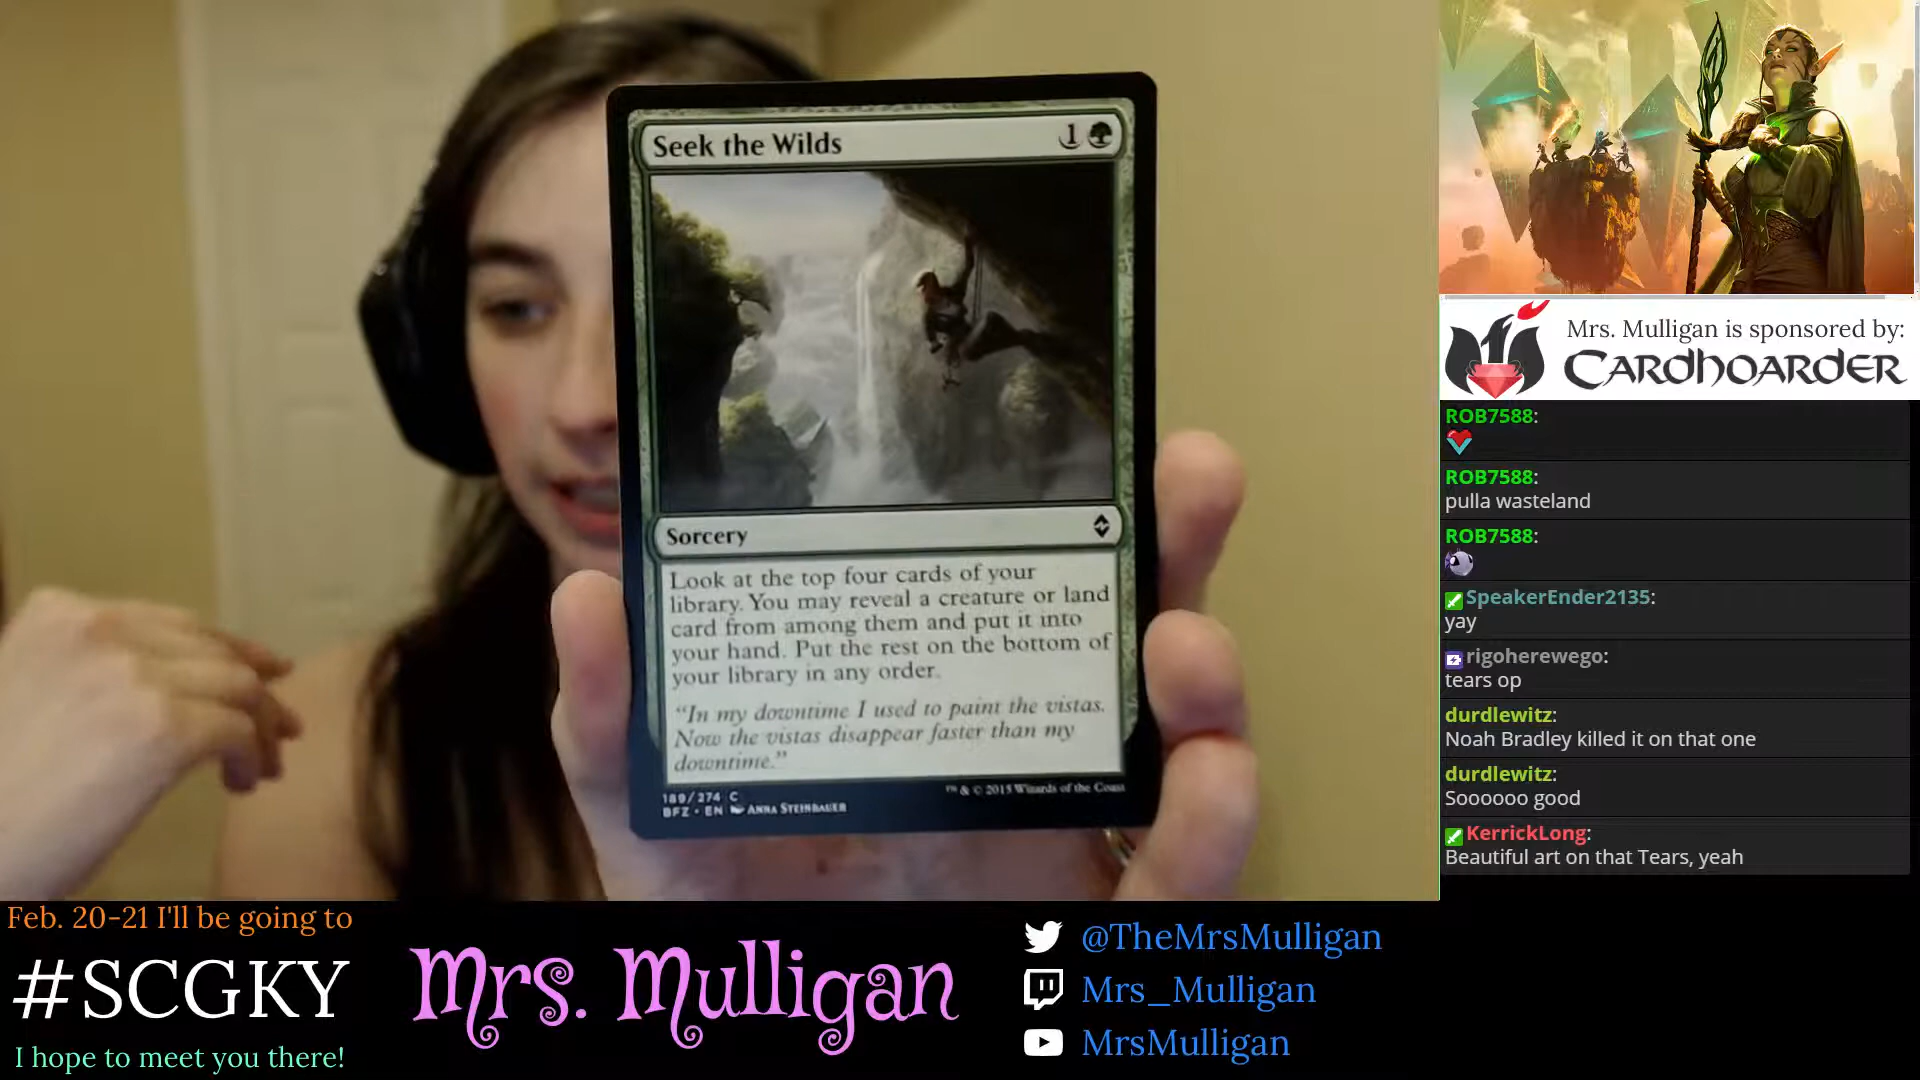 Seek the Wilds
1
Sorcery
Look at the top four cards of your
library. You may reveal a creature or land
card from among them and put it into
your hand. Put the rest on the bottom of
your library in any order.
“In my downtime I used to paint the vistas.
Now the vistas disappear faster than my
downtime.”
189/274 C
BFZ • EN ANNA STEINBAUER
™ & © 2015 Wizards of the Coast
Mrs. Mulligan is sponsored by:
CARDHOARDER
ROB7588:
ROB7588:
pulla wasteland
ROB7588:
SpeakerEnder2135:
yay
rigoherewego:
tears op
durdlewitz:
Noah Bradley killed it on that one
durdlewitz:
Soooooo good
KerrickLong:
Beautiful art on that Tears, yeah
Feb. 20-21 I'll be going to
#SCGKY
I hope to meet you there!
Mrs. Mulligan
@TheMrsMulligan
Mrs_Mulligan
MrsMulligan